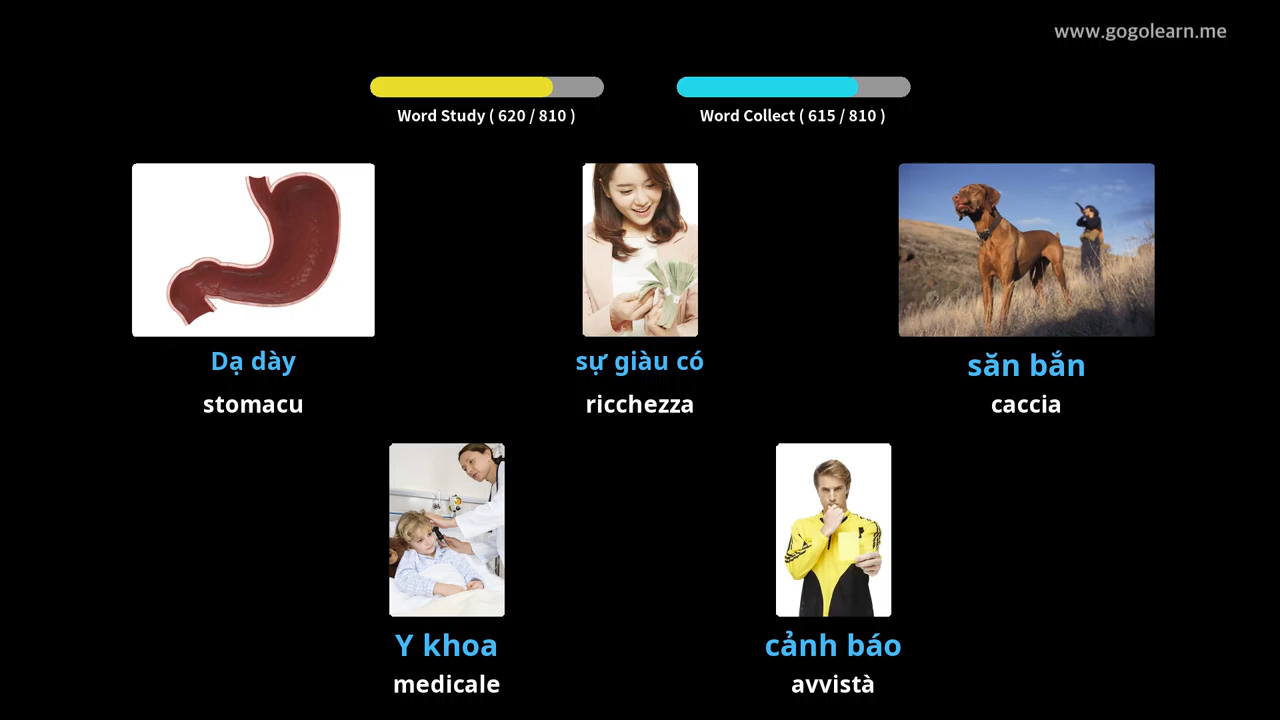 www.gogolearn.me
Word Study ( 620 / 810 )
Word Collect ( 615 / 810 )
Dạ dày
stomacu
sự giàu có
ricchezza
săn bắn
caccia
Y khoa
medicale
cảnh báo
avvistà